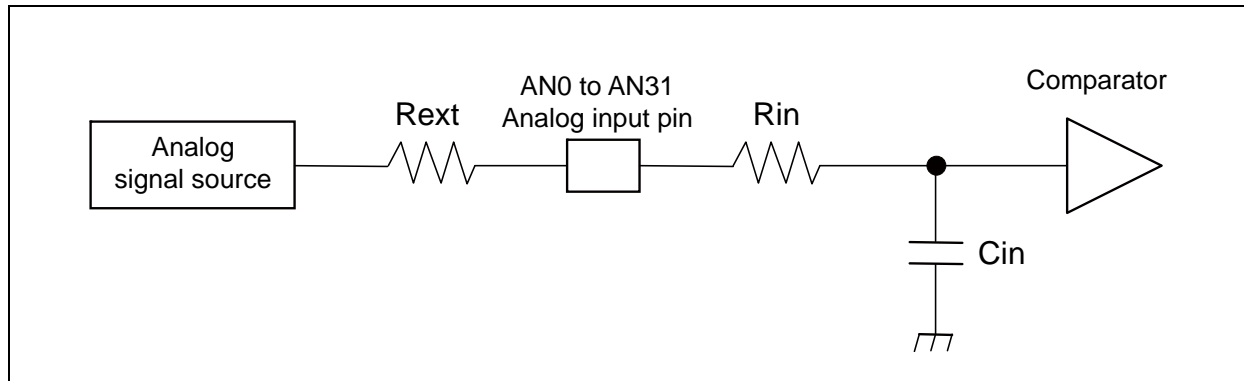 Analog
signal source
Rext
AN0 to AN31
Analog input pin
Rin
Comparator
Cin